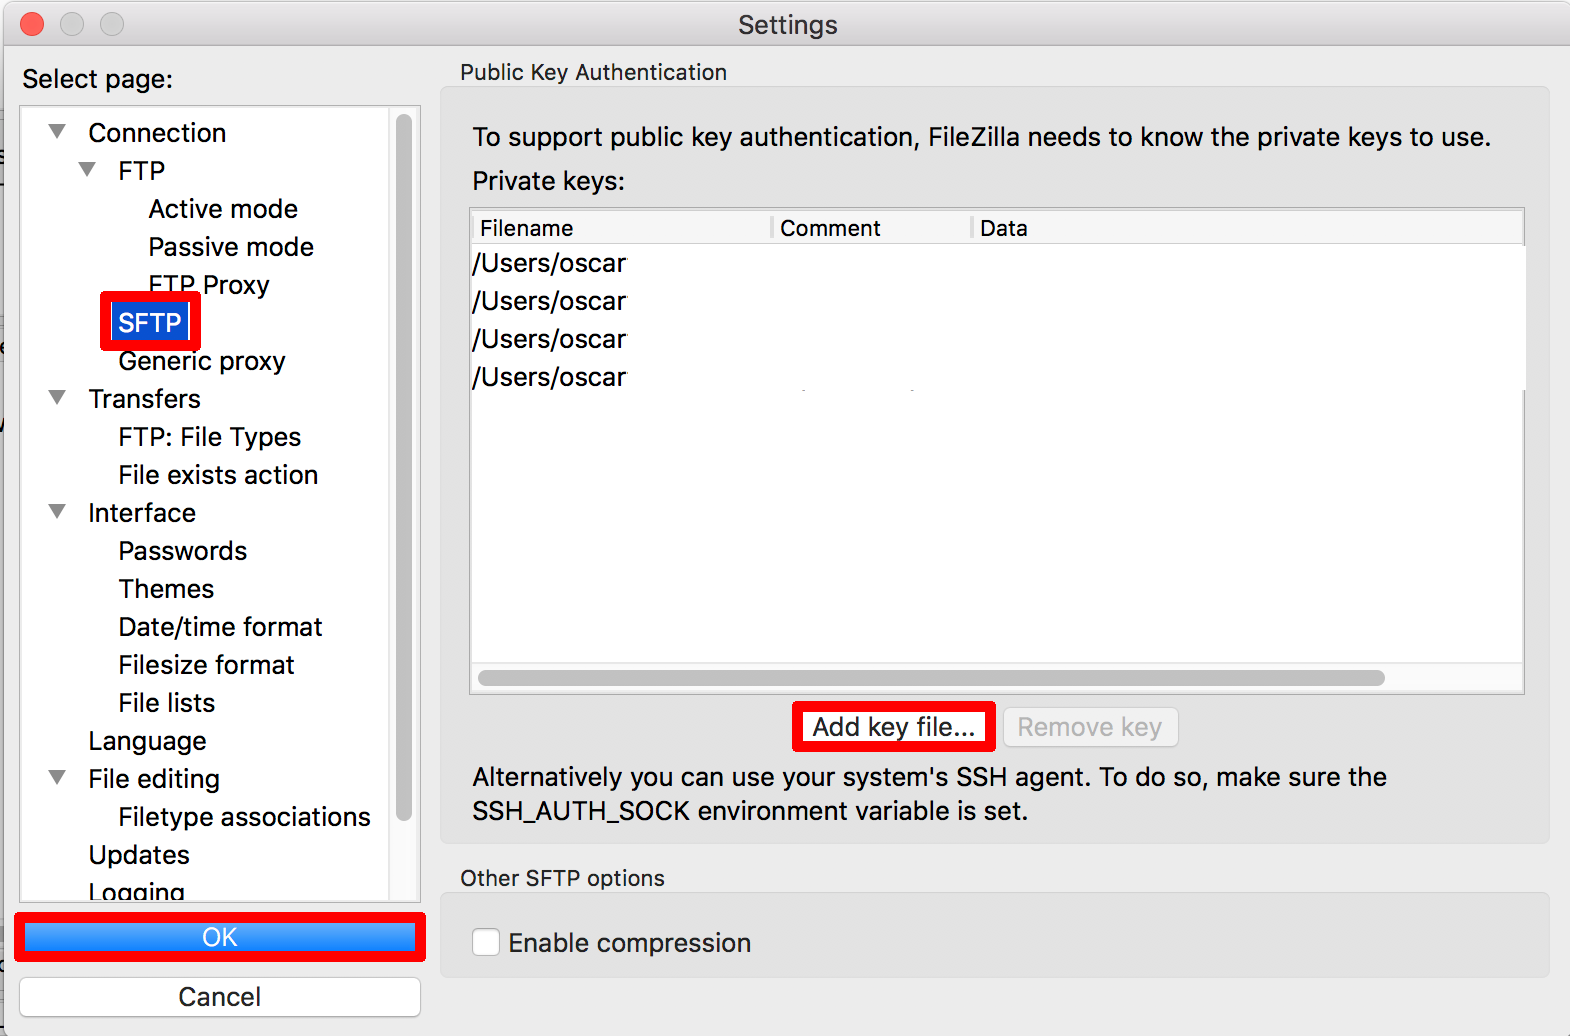 Settings
Select page:
Connection
FTP
Active mode
Passive mode
FTP Proxy
SFTP
Generic proxy
Transfers
FTP: File Types
File exists action
Interface
Passwords
Themes
Date/time format
Filesize format
File lists
Language
File editing
Filetype associations
Updates
Logging
OK
Cancel
Public Key Authentication
To support public key authentication, FileZilla needs to know the private keys to use.
Private keys:
Filename Comment Data
/Users/oscar
/Users/oscar
/Users/oscar
/Users/oscar
Add key file... Remove key
Alternatively you can use your system's SSH agent. To do so, make sure the
SSH_AUTH_SOCK environment variable is set.
Other SFTP options
Enable compression